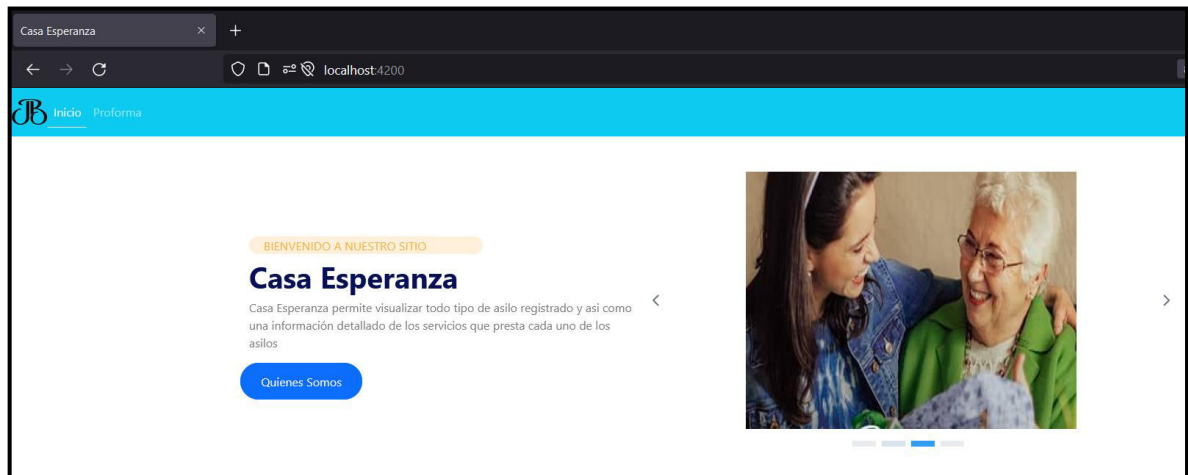 Casa Esperanza
localhost:4200
JB Inicio Proforma
BIENVENIDO A NUESTRO SITIO
Casa Esperanza
Casa Esperanza permite visualizar todo tipo de asilo registrado y asi como
una información detallado de los servicios que presta cada uno de los
asilos
Quienes Somos